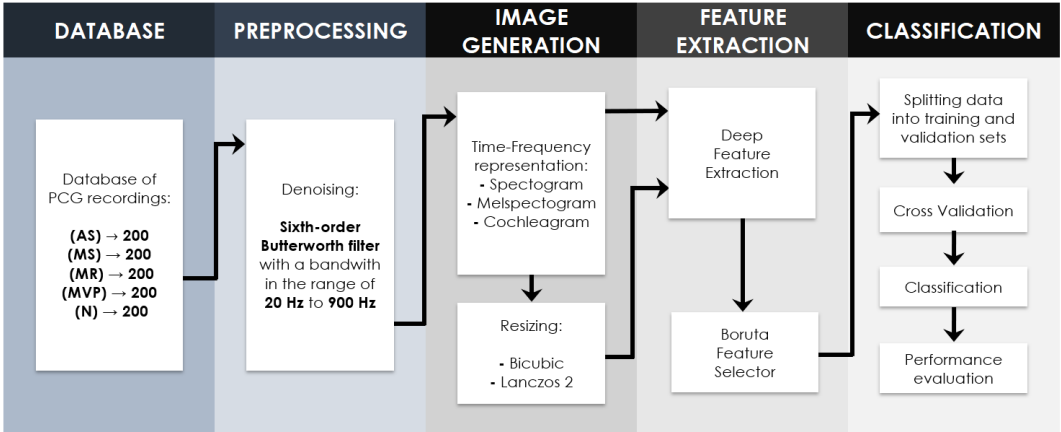 DATABASE
PREPROCESSING
IMAGE
GENERATION
FEATURE
EXTRACTION
CLASSIFICATION
Database of
PCG recordings:
(AS) → 200
(MS) → 200
(MR) → 200
(MVP) → 200
(N) → 200
Denoising:
Sixth-order
Butterworth filter
with a bandwith
in the range of
20 Hz to 900 Hz
Time-Frequency
representation:
- Spectogram
- Melspectogram
- Cochleagram
Resizing:
- Bicubic
- Lanczos 2
Deep
Feature
Extraction
Boruta
Feature
Selector
Splitting data
into training and
validation sets
Cross Validation
Classification
Performance
evaluation